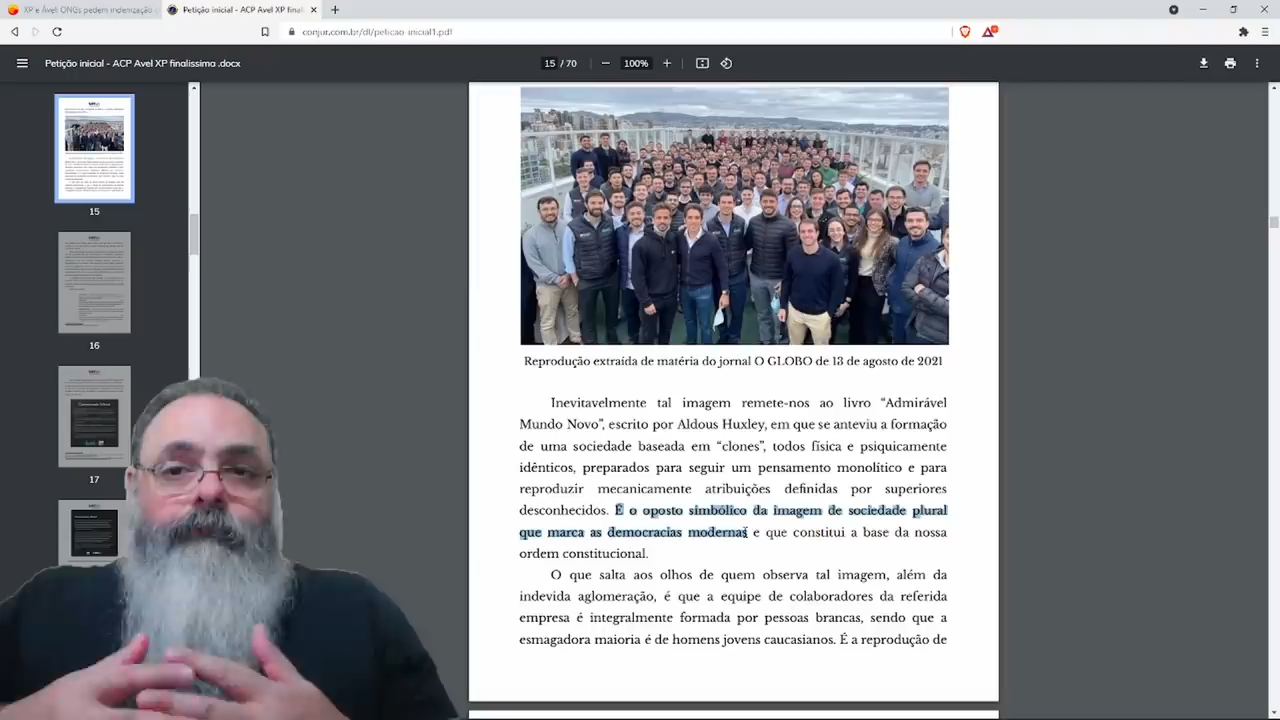 XP e Ável: ONGs pedem indenização
Petição inicial - ACP Avel XP final
conjur.com.br/dl/peticao-inicial1.pdf
Petição inicial - ACP Avel XP finalissima .docx
15 / 70
100%
15
16
17
Reprodução extraída de matéria do jornal O GLOBO de 13 de agosto de 2021
Inevitavelmente tal imagem remete-nos ao livro “Admirável
Mundo Novo”, escrito por Aldous Huxley, em que se anteviu a formação
de uma sociedade baseada em “clones”, todos física e psiquicamente
idênticos, preparados para seguir um pensamento monolítico e para
reproduzir mecanicamente atribuições definidas por superiores
desconhecidos. É o oposto simbólico da imagem de sociedade plural
que marca as democracias modernas e que constitui a base da nossa
ordem constitucional.
O que salta aos olhos de quem observa tal imagem, além da
indevida aglomeração, é que a equipe de colaboradores da referida
empresa é integralmente formada por pessoas brancas, sendo que a
esmagadora maioria é de homens jovens caucasianos. É a reprodução de